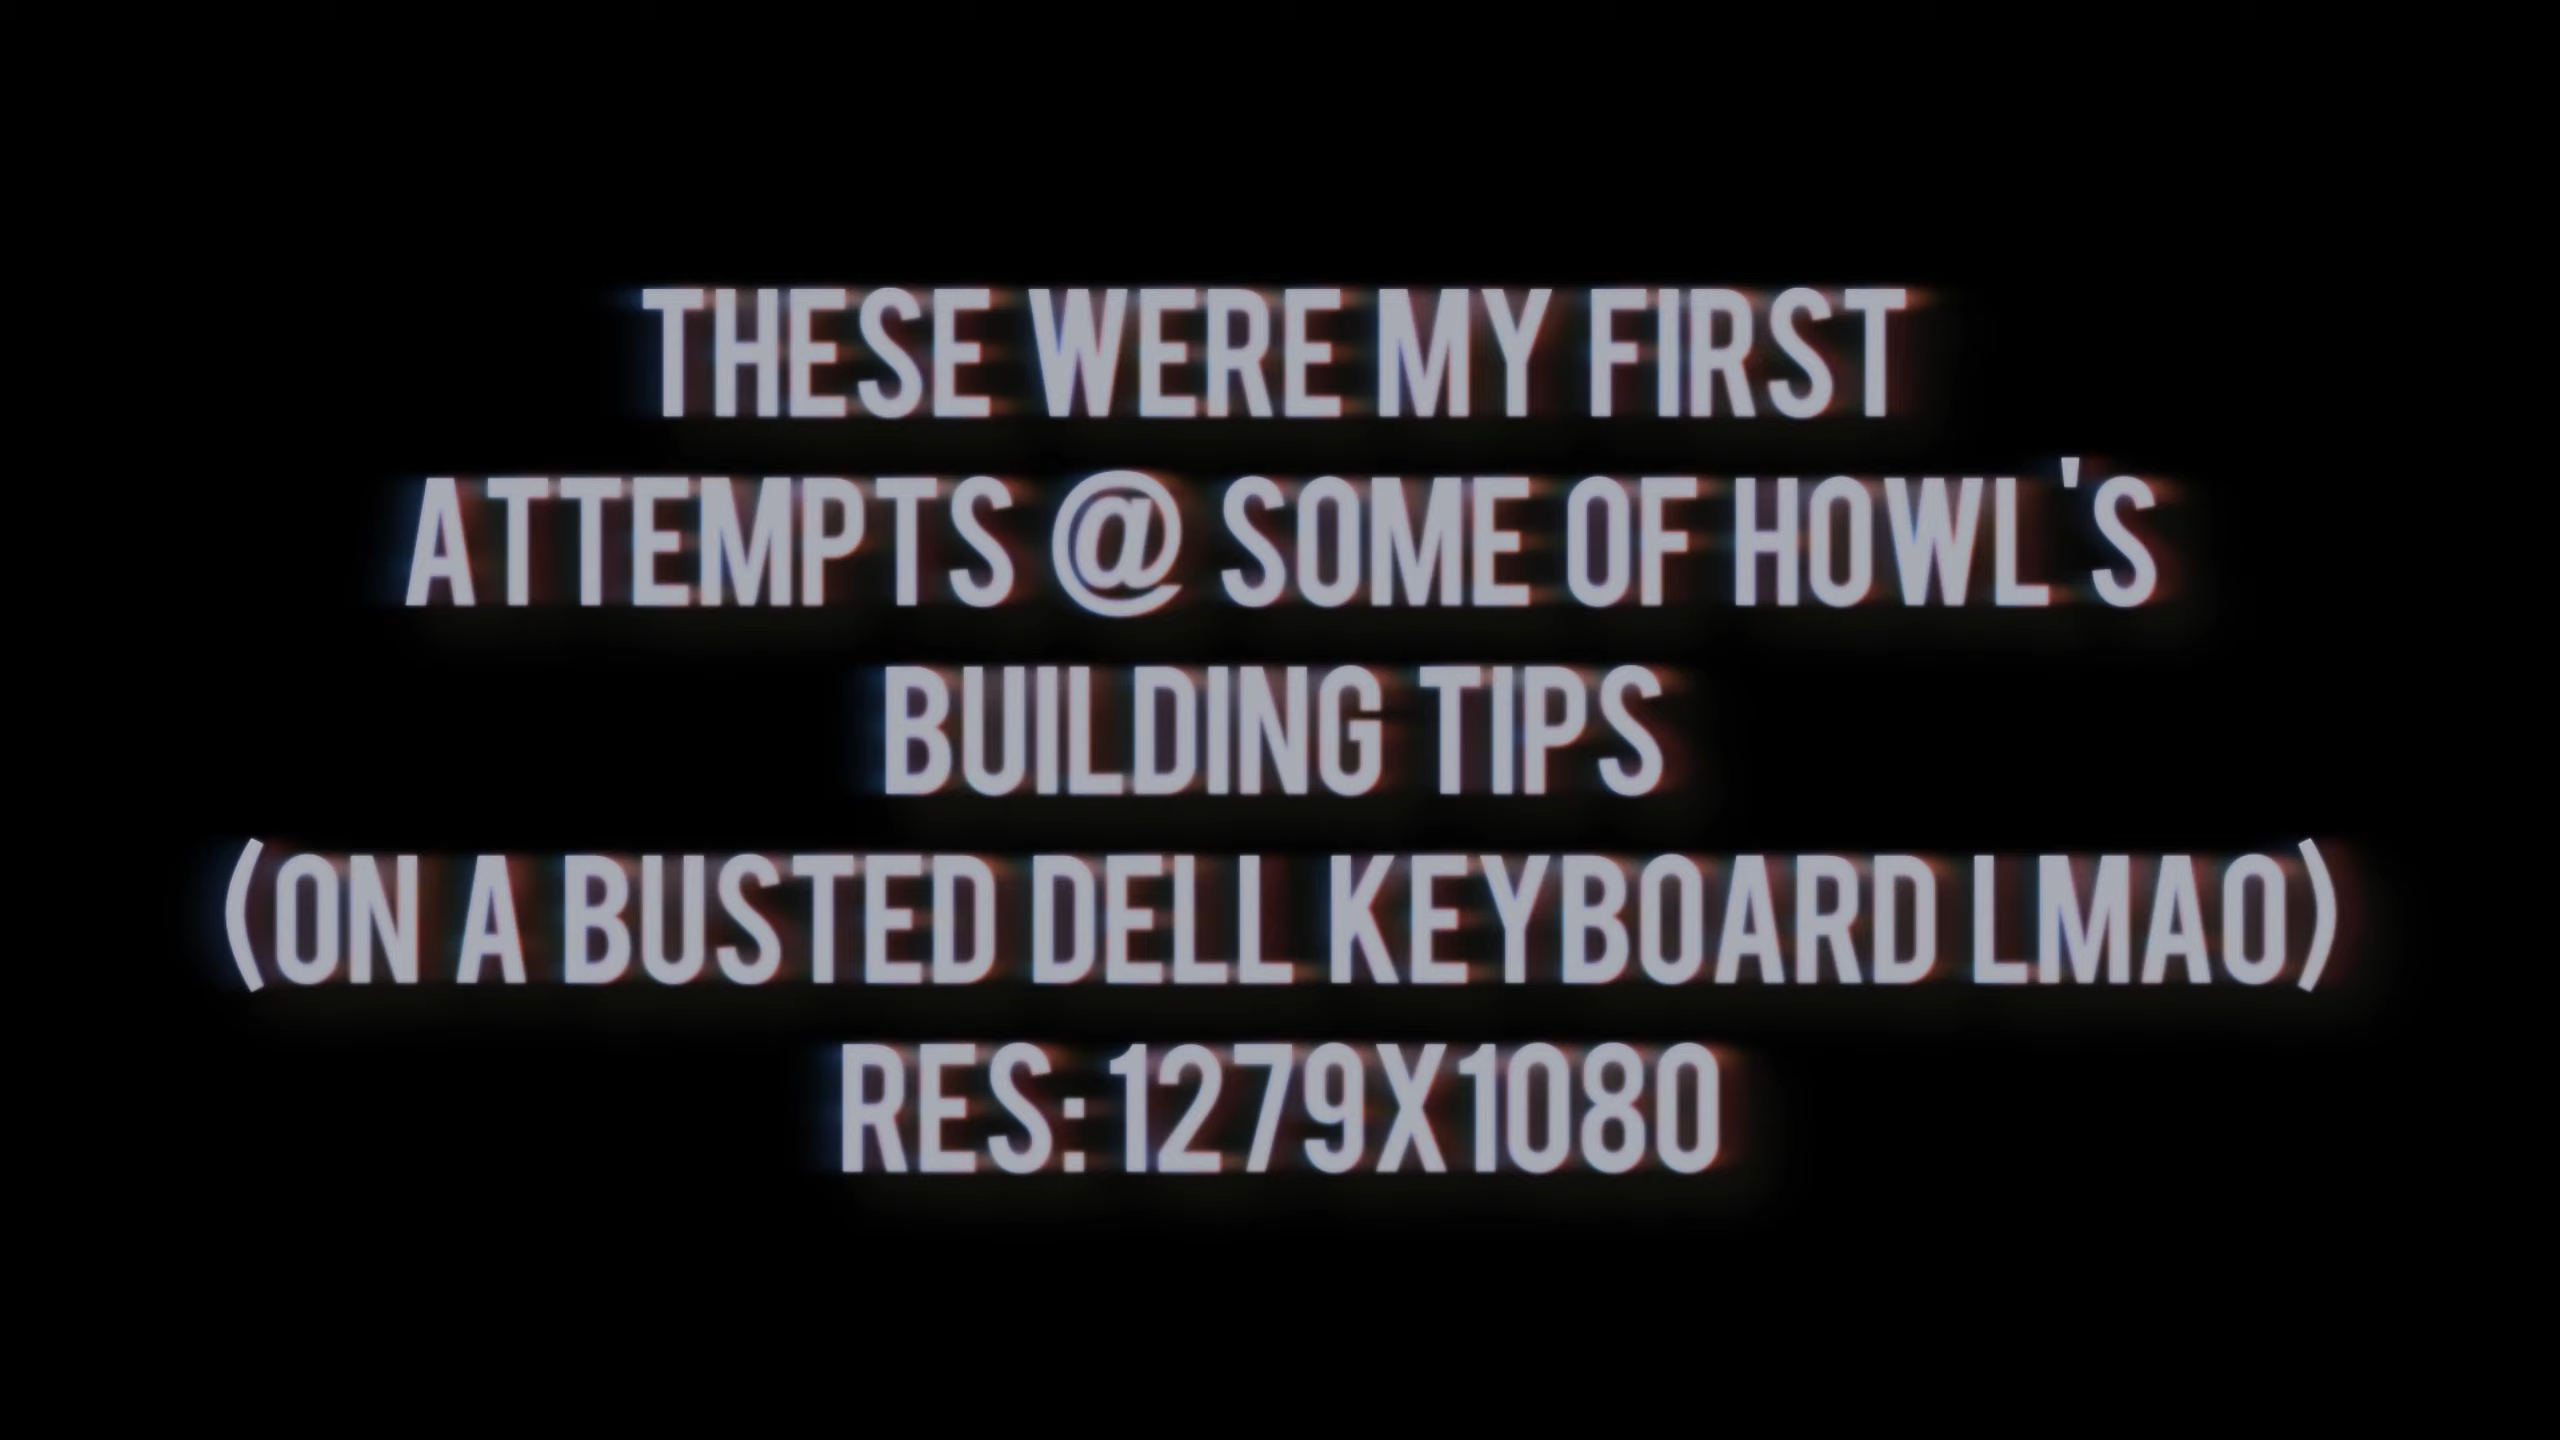 THESE WERE MY FIRST
ATTEMPTS @ SOME OF HOWL'S
BUILDING TIPS
(ON A BUSTED DELL KEYBOARD LMAO)
RES: 1279X1080